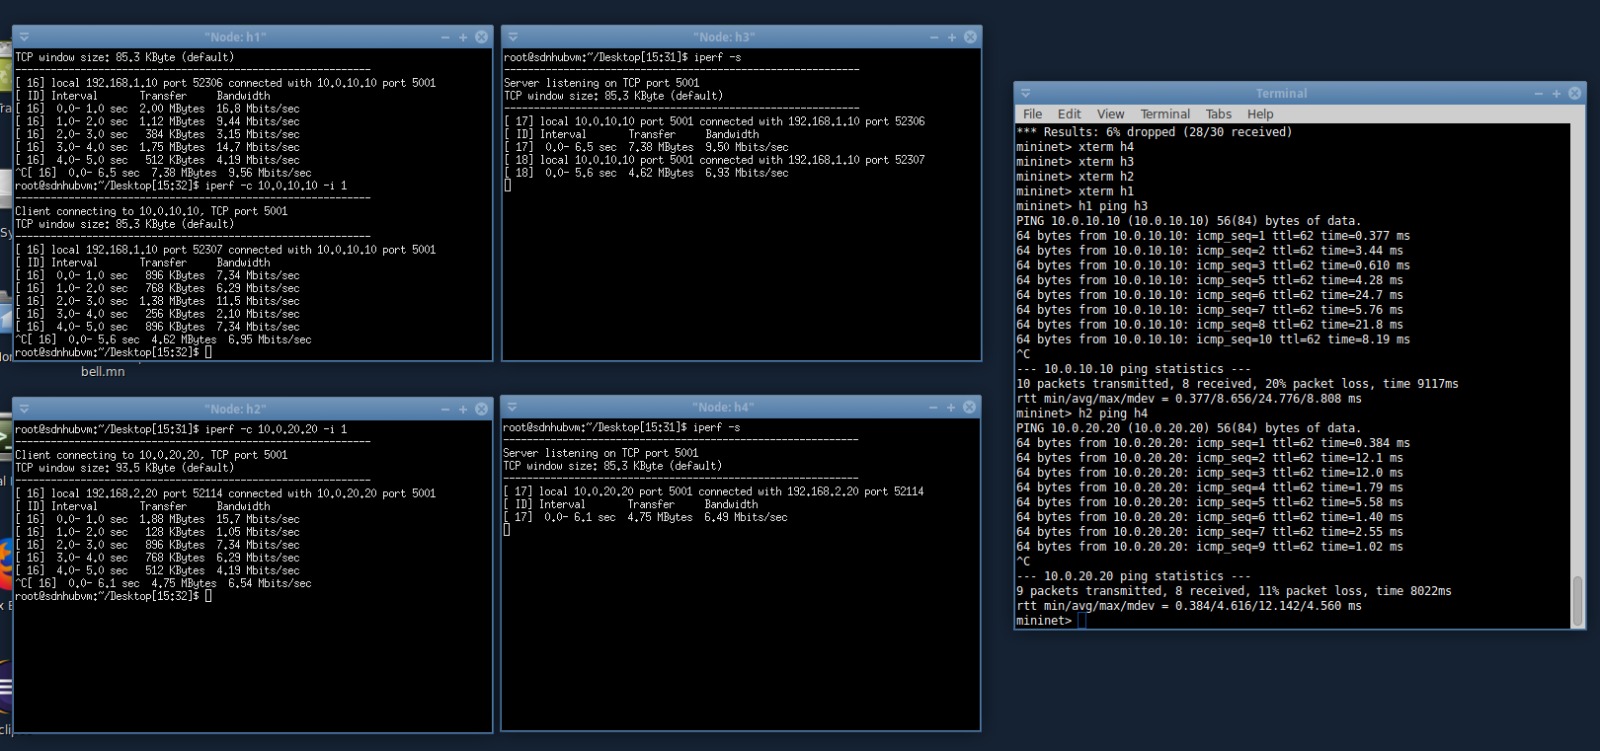 "Node: h1"
TCP window size: 85.3 KByte (default)
------------------------------------------------------------
[ 16] local 192.168.1.10 port 52306 connected with 10.0.10.10 port 5001
[ ID] Interval       Transfer     Bandwidth
[ 16]  0.0- 1.0 sec  2.00 MBytes  16.8 Mbits/sec
[ 16]  1.0- 2.0 sec  1.12 MBytes  9.44 Mbits/sec
[ 16]  2.0- 3.0 sec   384 KBytes  3.15 Mbits/sec
[ 16]  3.0- 4.0 sec  1.75 MBytes  14.7 Mbits/sec
[ 16]  4.0- 5.0 sec   512 KBytes  4.19 Mbits/sec
^C[ 16]  0.0- 6.5 sec  7.38 MBytes  9.56 Mbits/sec
root@sdnhubvm:~/Desktop[15:32]$ iperf -c 10.0.10.10 -i 1
------------------------------------------------------------
Client connecting to 10.0.10.10, TCP port 5001
TCP window size: 85.3 KByte (default)
------------------------------------------------------------
[ 16] local 192.168.1.10 port 52307 connected with 10.0.10.10 port 5001
[ ID] Interval       Transfer     Bandwidth
[ 16]  0.0- 1.0 sec   896 KBytes  7.34 Mbits/sec
[ 16]  1.0- 2.0 sec   768 KBytes  6.29 Mbits/sec
[ 16]  2.0- 3.0 sec  1.38 MBytes  11.5 Mbits/sec
[ 16]  3.0- 4.0 sec   256 KBytes  2.10 Mbits/sec
[ 16]  4.0- 5.0 sec   896 KBytes  7.34 Mbits/sec
^C[ 16]  0.0- 5.6 sec  4.62 MBytes  6.95 Mbits/sec
root@sdnhubvm:~/Desktop[15:32]$
bell.mn
"Node: h3"
root@sdnhubvm:~/Desktop[15:31]$ iperf -s
------------------------------------------------------------
Server listening on TCP port 5001
TCP window size: 85.3 KByte (default)
------------------------------------------------------------
[ 17] local 10.0.10.10 port 5001 connected with 192.168.1.10 port 52306
[ ID] Interval       Transfer     Bandwidth
[ 17]  0.0- 6.5 sec  7.38 MBytes  9.50 Mbits/sec
[ 18] local 10.0.10.10 port 5001 connected with 192.168.1.10 port 52307
[ 18]  0.0- 5.6 sec  4.62 MBytes  6.93 Mbits/sec
"Node: h2"
root@sdnhubvm:~/Desktop[15:31]$ iperf -c 10.0.20.20 -i 1
------------------------------------------------------------
Client connecting to 10.0.20.20, TCP port 5001
TCP window size: 93.5 KByte (default)
------------------------------------------------------------
[ 16] local 192.168.2.20 port 52114 connected with 10.0.20.20 port 5001
[ ID] Interval       Transfer     Bandwidth
[ 16]  0.0- 1.0 sec  1.88 MBytes  15.7 Mbits/sec
[ 16]  1.0- 2.0 sec   128 KBytes  1.05 Mbits/sec
[ 16]  2.0- 3.0 sec   896 KBytes  7.34 Mbits/sec
[ 16]  3.0- 4.0 sec   768 KBytes  6.29 Mbits/sec
[ 16]  4.0- 5.0 sec   512 KBytes  4.19 Mbits/sec
^C[ 16]  0.0- 6.1 sec  4.75 MBytes  6.54 Mbits/sec
root@sdnhubvm:~/Desktop[15:32]$
"Node: h4"
root@sdnhubvm:~/Desktop[15:31]$ iperf -s
------------------------------------------------------------
Server listening on TCP port 5001
TCP window size: 85.3 KByte (default)
------------------------------------------------------------
[ 17] local 10.0.20.20 port 5001 connected with 192.168.2.20 port 52114
[ ID] Interval       Transfer     Bandwidth
[ 17]  0.0- 6.1 sec  4.75 MBytes  6.49 Mbits/sec
Terminal
File Edit View Terminal Tabs Help
*** Results: 6% dropped (28/30 received)
mininet> xterm h4
mininet> xterm h3
mininet> xterm h2
mininet> xterm h1
mininet> h1 ping h3
PING 10.0.10.10 (10.0.10.10) 56(84) bytes of data.
64 bytes from 10.0.10.10: icmp_seq=1 ttl=62 time=0.377 ms
64 bytes from 10.0.10.10: icmp_seq=2 ttl=62 time=3.44 ms
64 bytes from 10.0.10.10: icmp_seq=3 ttl=62 time=0.610 ms
64 bytes from 10.0.10.10: icmp_seq=5 ttl=62 time=4.28 ms
64 bytes from 10.0.10.10: icmp_seq=6 ttl=62 time=24.7 ms
64 bytes from 10.0.10.10: icmp_seq=7 ttl=62 time=5.76 ms
64 bytes from 10.0.10.10: icmp_seq=8 ttl=62 time=21.8 ms
64 bytes from 10.0.10.10: icmp_seq=10 ttl=62 time=8.19 ms
^C
--- 10.0.10.10 ping statistics ---
10 packets transmitted, 8 received, 20% packet loss, time 9117ms
rtt min/avg/max/mdev = 0.377/8.656/24.776/8.808 ms
mininet> h2 ping h4
PING 10.0.20.20 (10.0.20.20) 56(84) bytes of data.
64 bytes from 10.0.20.20: icmp_seq=1 ttl=62 time=0.384 ms
64 bytes from 10.0.20.20: icmp_seq=2 ttl=62 time=12.1 ms
64 bytes from 10.0.20.20: icmp_seq=3 ttl=62 time=12.0 ms
64 bytes from 10.0.20.20: icmp_seq=4 ttl=62 time=1.79 ms
64 bytes from 10.0.20.20: icmp_seq=5 ttl=62 time=5.58 ms
64 bytes from 10.0.20.20: icmp_seq=6 ttl=62 time=1.40 ms
64 bytes from 10.0.20.20: icmp_seq=7 ttl=62 time=2.55 ms
64 bytes from 10.0.20.20: icmp_seq=9 ttl=62 time=1.02 ms
^C
--- 10.0.20.20 ping statistics ---
9 packets transmitted, 8 received, 11% packet loss, time 8022ms
rtt min/avg/max/mdev = 0.384/4.616/12.142/4.560 ms
mininet>